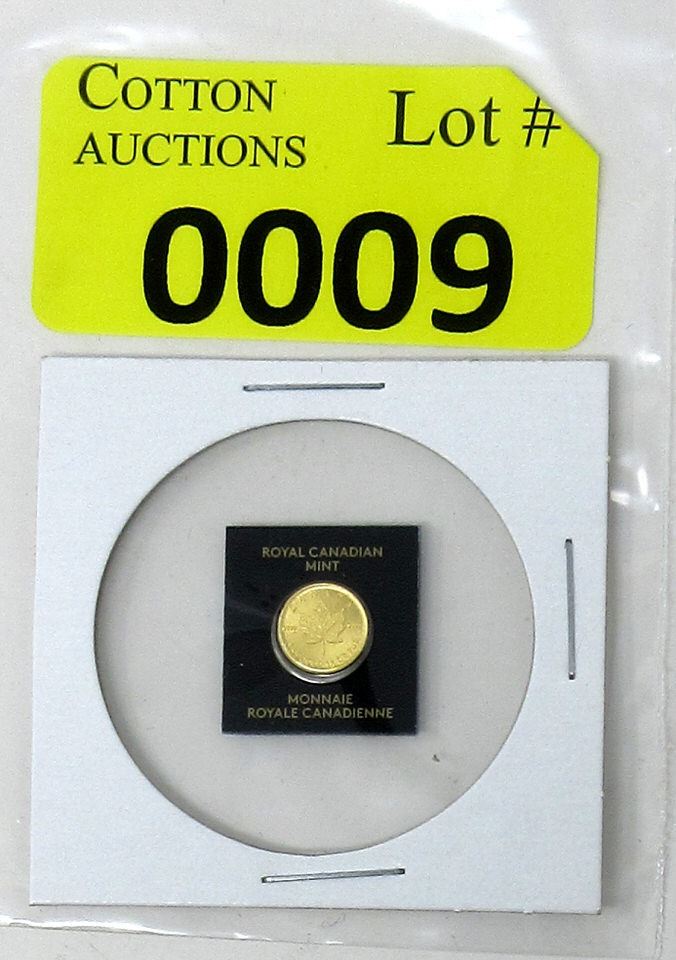 COTTON
AUCTIONS
Lot #
0009
ROYAL CANADIAN
MINT
MONNAIE
ROYALE CANADIENNE